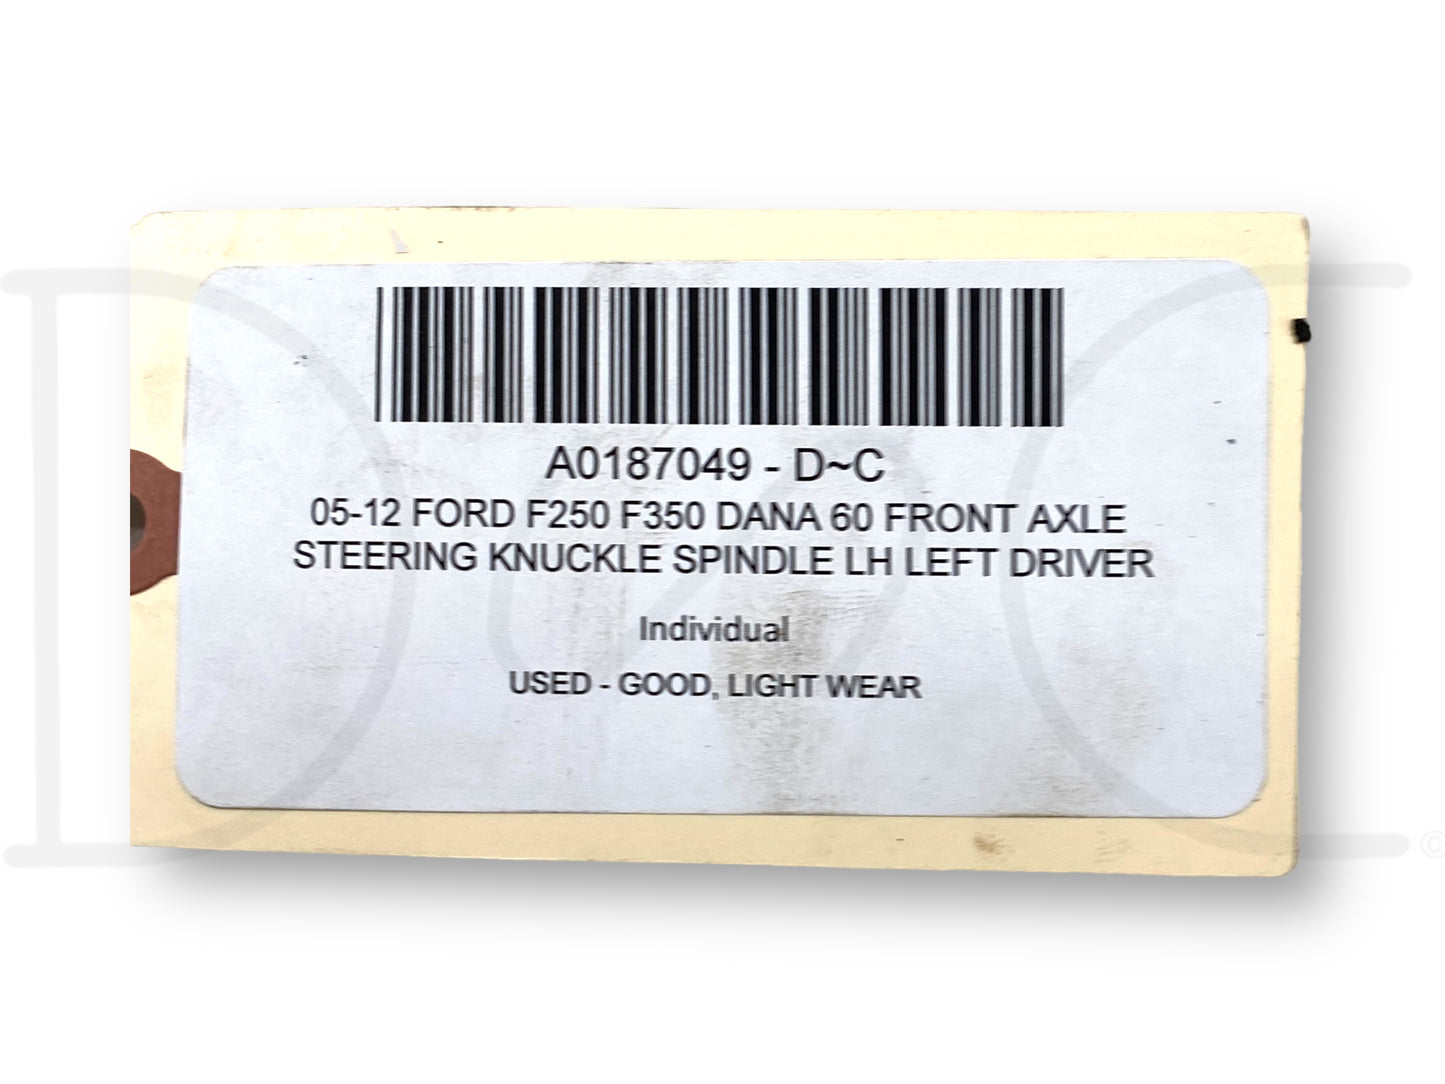 A0187049 - D~C
05-12 FORD F250 F350 DANA 60 FRONT AXLE
STEERING KNUCKLE SPINDLE LH LEFT DRIVER
Individual
USED - GOOD, LIGHT WEAR
D n C
©